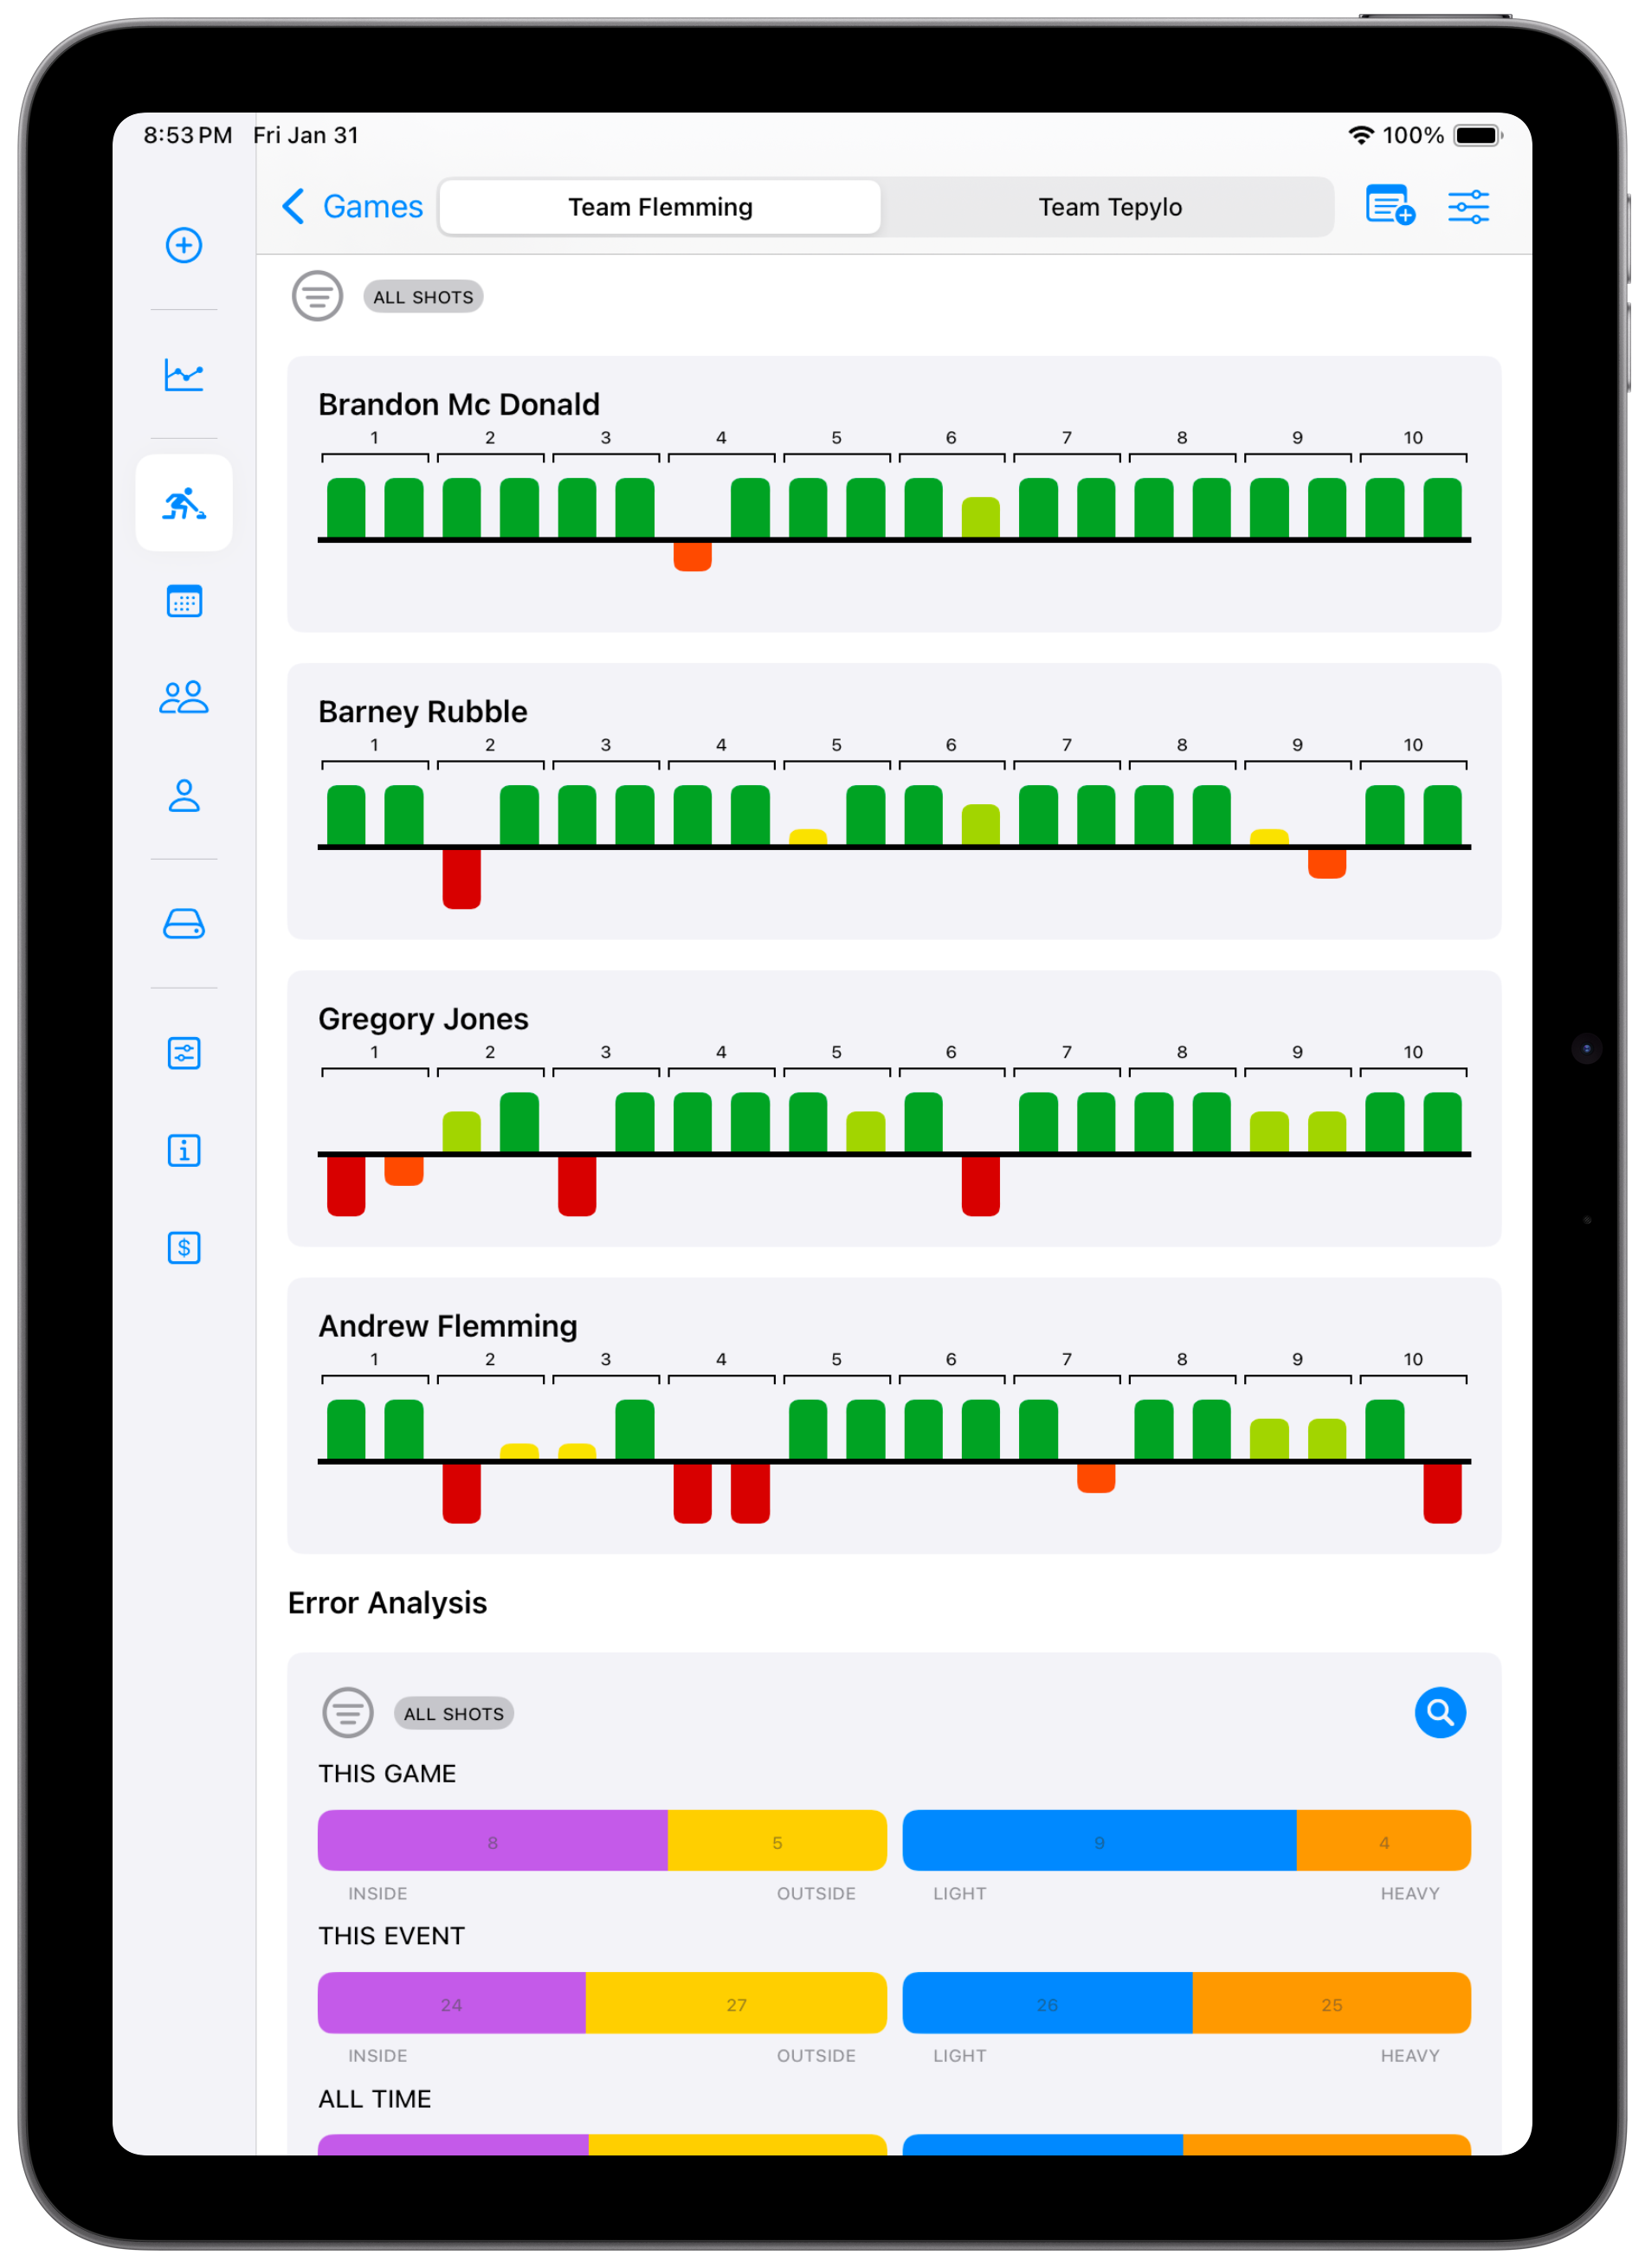 8:53 PM Fri Jan 31 100%
Games Team Flemming Team Tepylo
ALL SHOTS
Brandon Mc Donald
1 2 3 4 5 6 7 8 9 10
Barney Rubble
1 2 3 4 5 6 7 8 9 10
Gregory Jones
1 2 3 4 5 6 7 8 9 10
Andrew Flemming
1 2 3 4 5 6 7 8 9 10
Error Analysis
ALL SHOTS
THIS GAME
8 5 9 4
INSIDE OUTSIDE LIGHT HEAVY
THIS EVENT
24 27 26 25
INSIDE OUTSIDE LIGHT HEAVY
ALL TIME